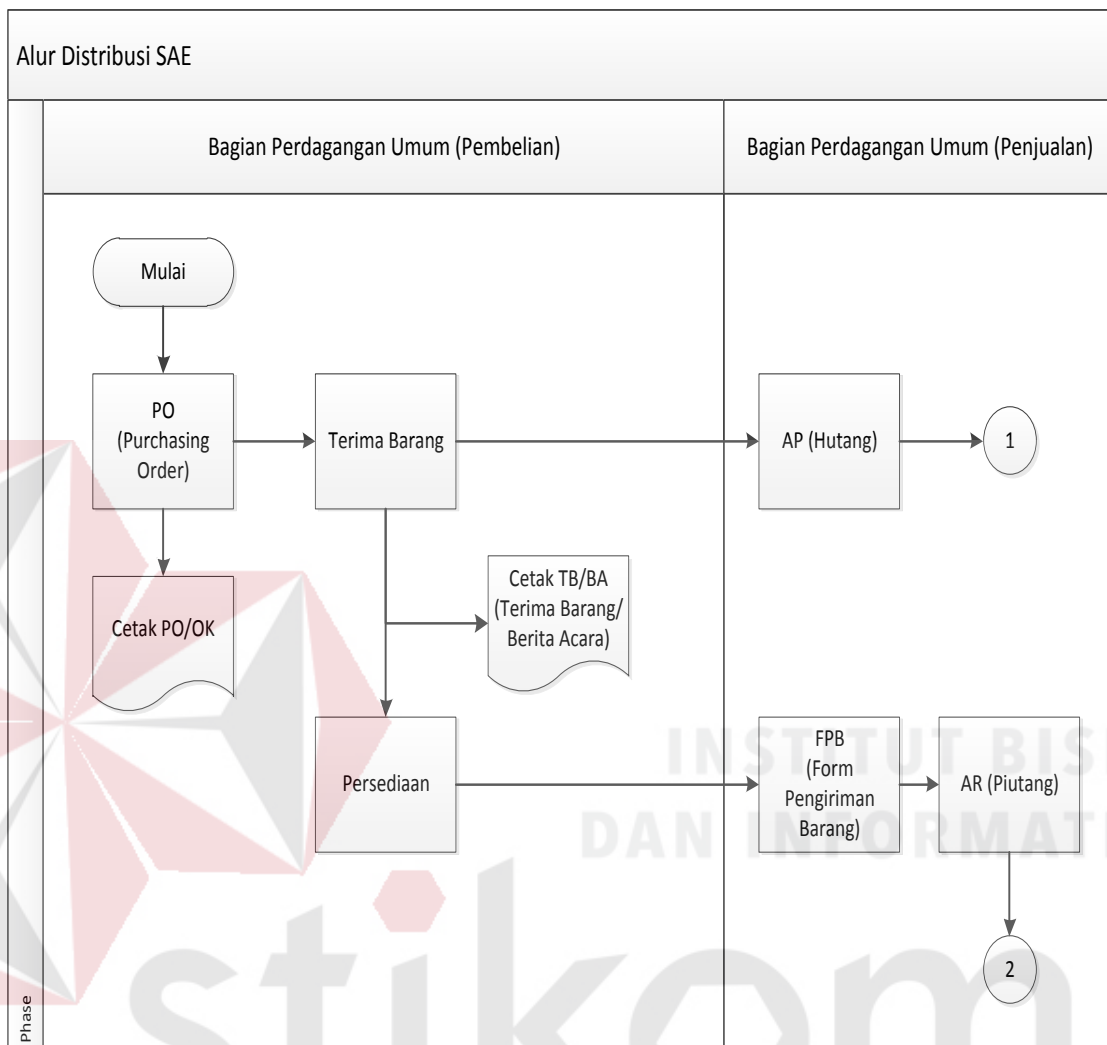 Alur Distribusi SAE
Bagian Perdagangan Umum (Pembelian)
Bagian Perdagangan Umum (Penjualan)
Mulai
PO
(Purchasing
Order)
Terima Barang
AP (Hutang)
1
Cetak PO/OK
Cetak TB/BA
(Terima Barang/
Berita Acara)
Persediaan
FPB
(Form
Pengiriman
Barang)
AR (Piutang)
2
Phase
INSTITUT BIS
DAN INFORMATI
stikom